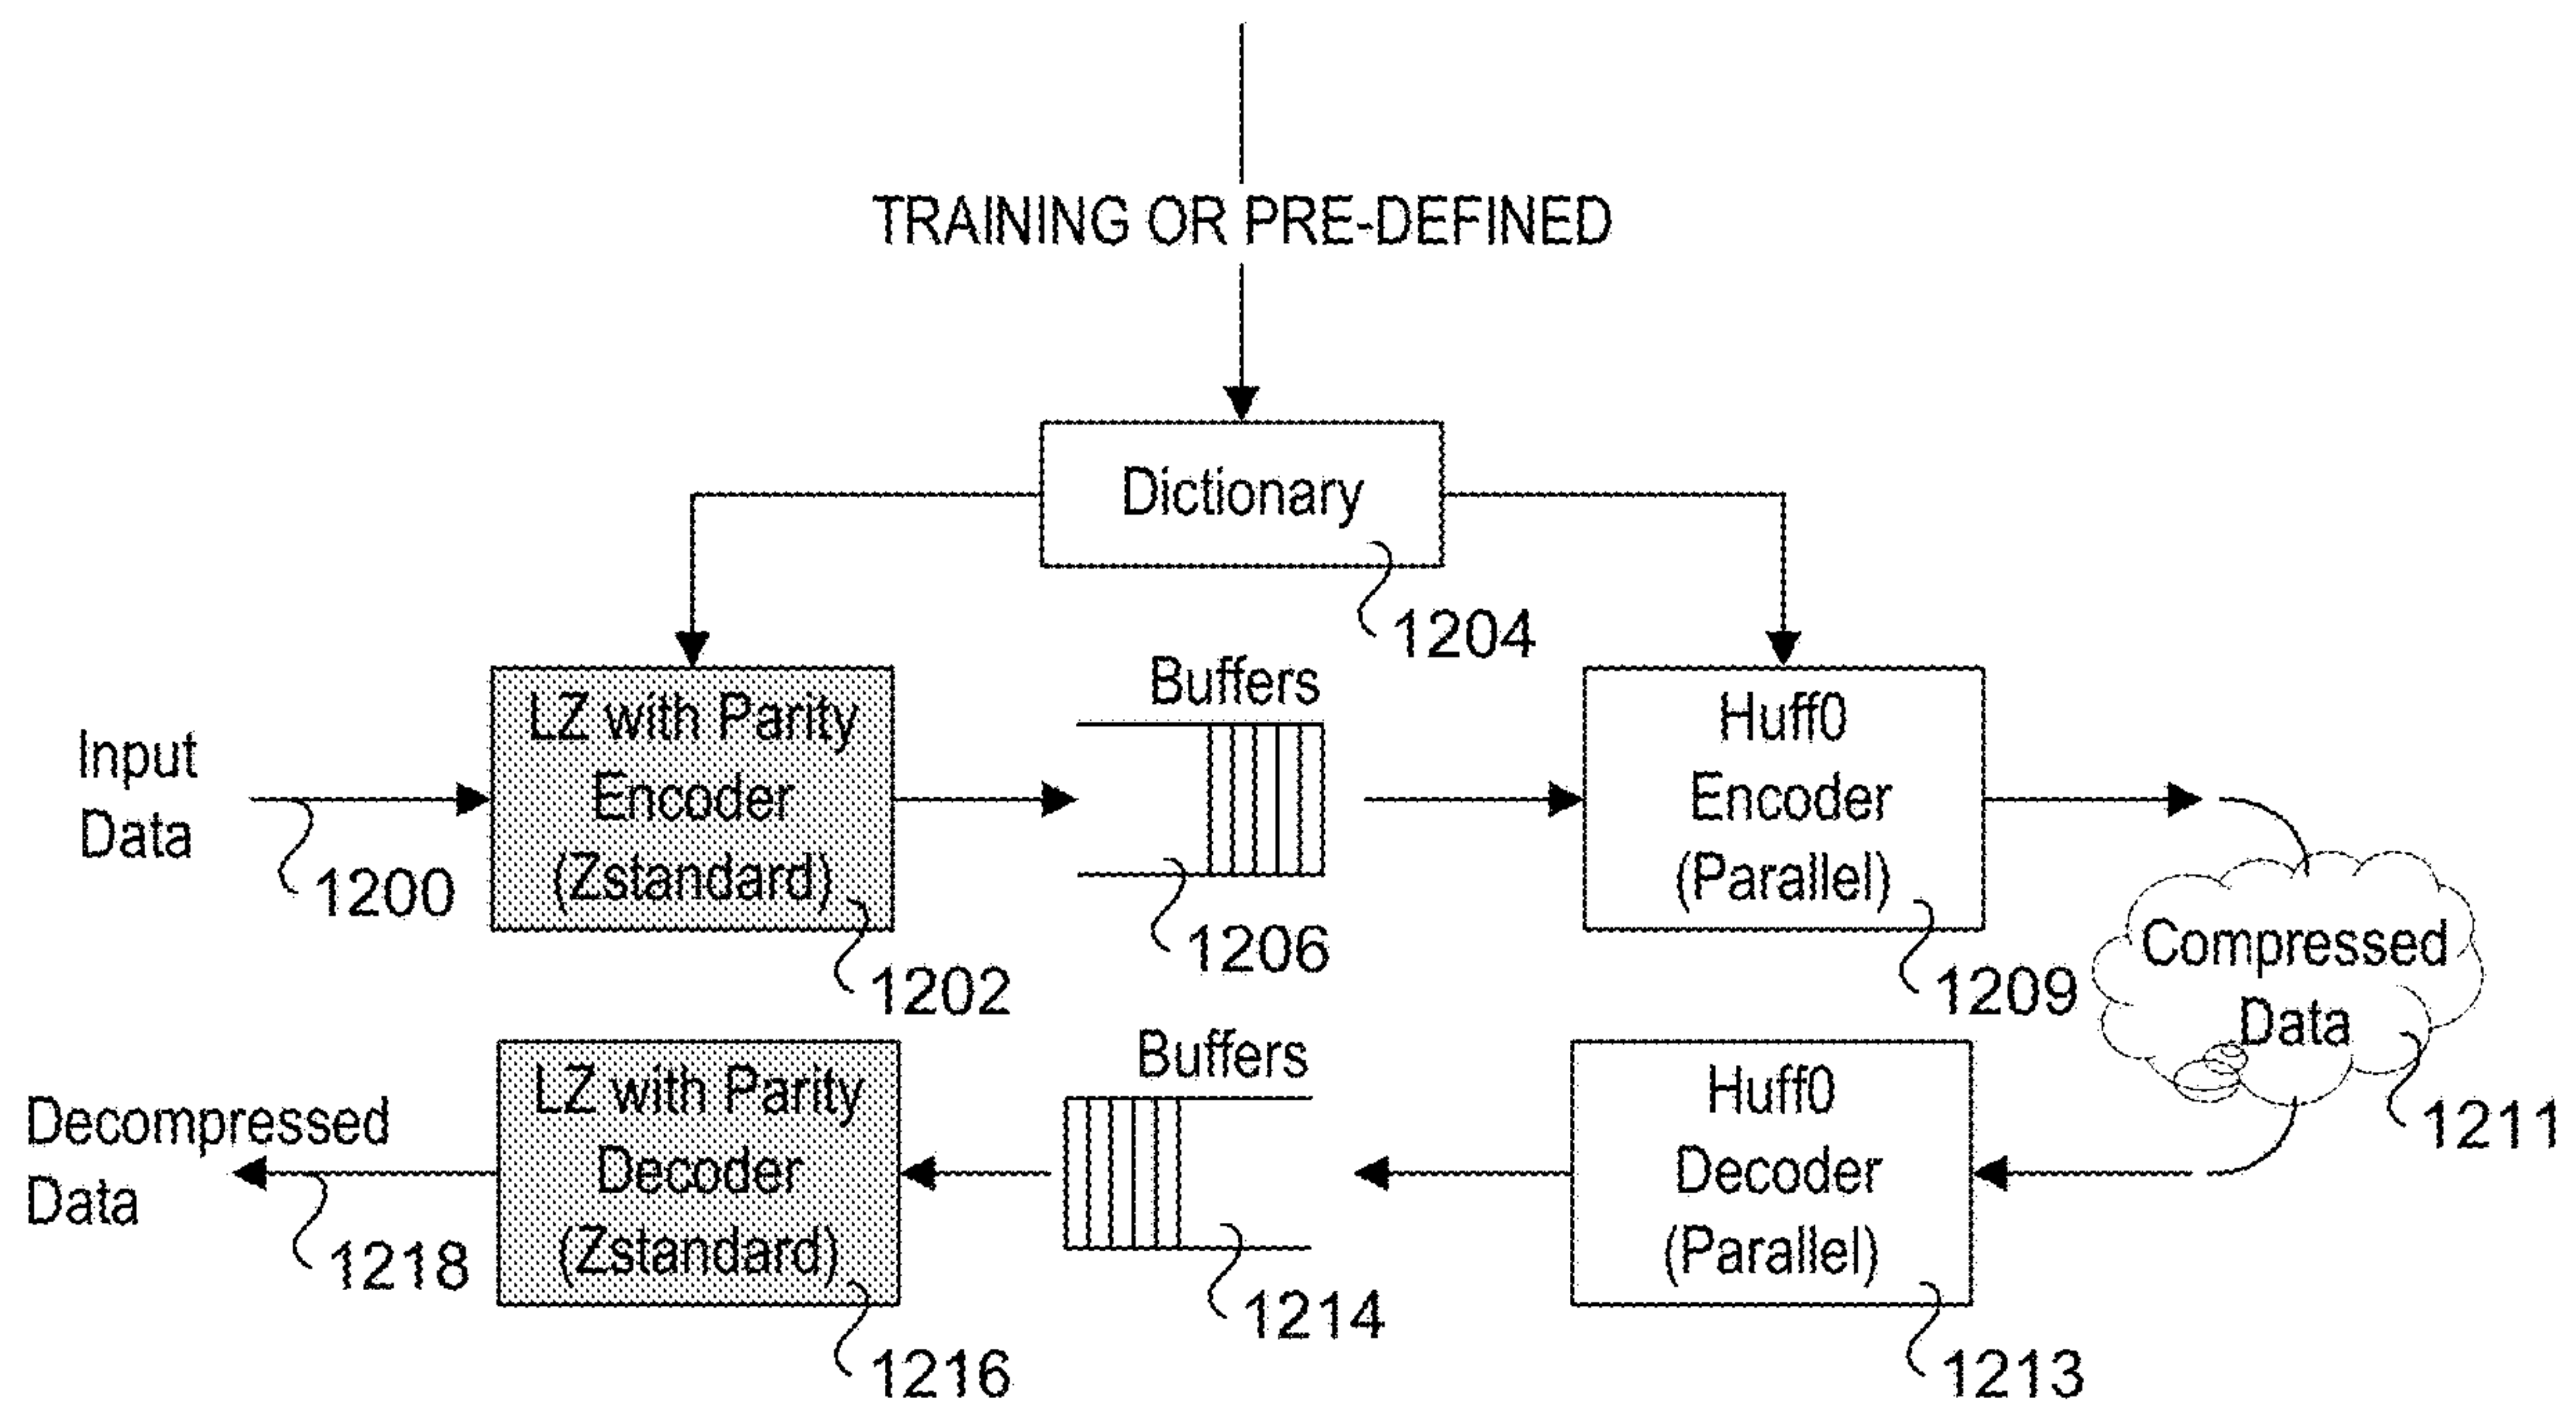 TRAINING OR PRE-DEFINED
Dictionary
1204
Input
Data
1200
LZ with Parity
Encoder
(Zstandard)
1202
Buffers
1206
Huff0
Encoder
(Parallel)
1209
Compressed
Data
1211
Huff0
Decoder
(Parallel)
1213
Buffers
1214
LZ with Parity
Decoder
(Zstandard)
1216
Decompressed
Data
1218